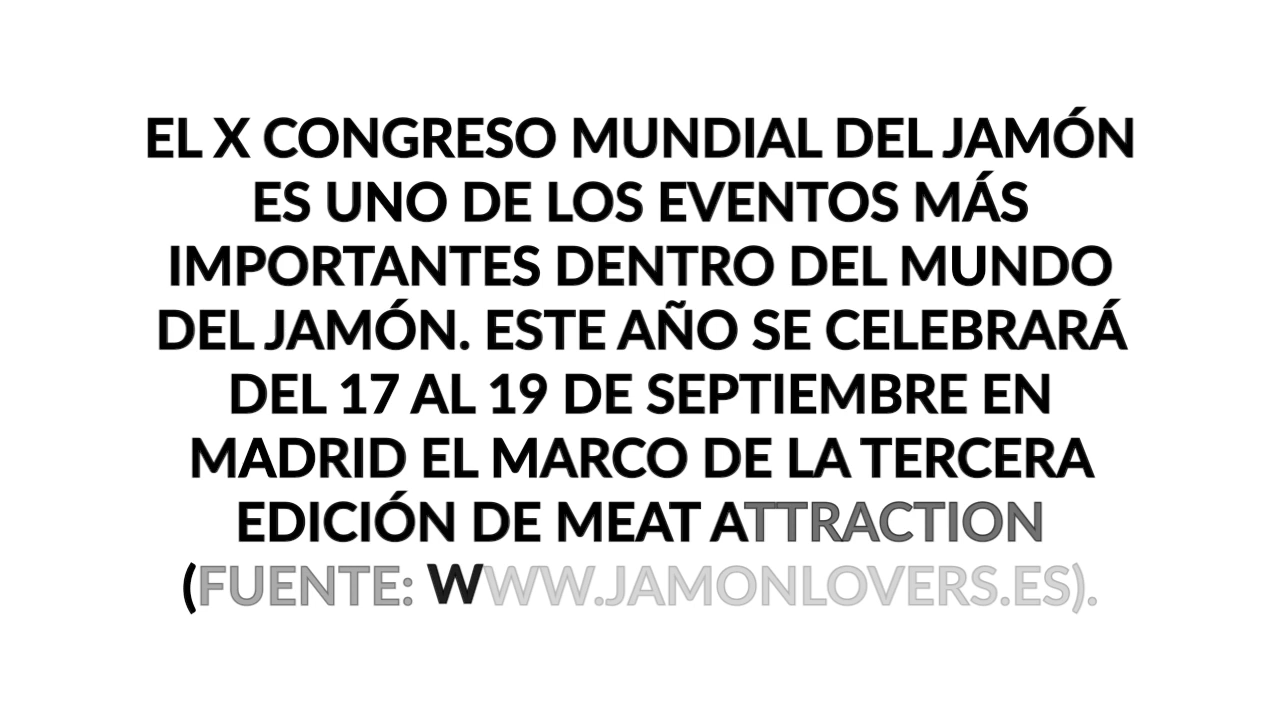 EL X CONGRESO MUNDIAL DEL JAMÓN
ES UNO DE LOS EVENTOS MÁS
IMPORTANTES DENTRO DEL MUNDO
DEL JAMÓN. ESTE AÑO SE CELEBRARÁ
DEL 17 AL 19 DE SEPTIEMBRE EN
MADRID EL MARCO DE LA TERCERA
EDICIÓN DE MEAT ATTRACTION
(FUENTE: WWW.JAMONLOVERS.ES).